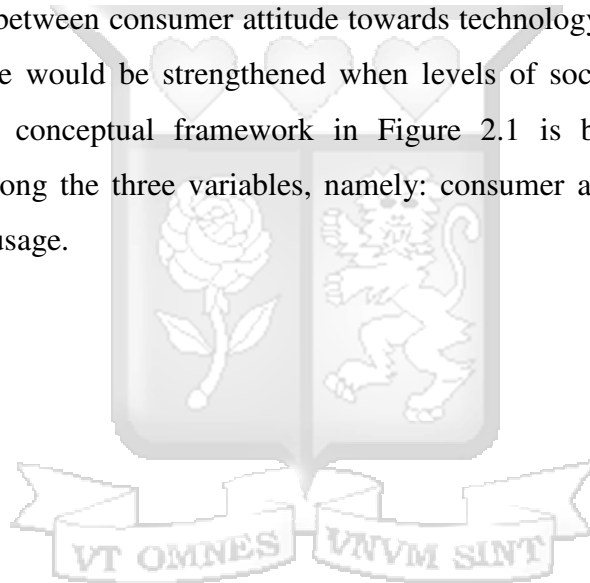 between consumer attitude towards technology
e would be strengthened when levels of soc
conceptual framework in Figure 2.1 is b
ong the three variables, namely: consumer a
usage.
VT OMNES VNVM SINT